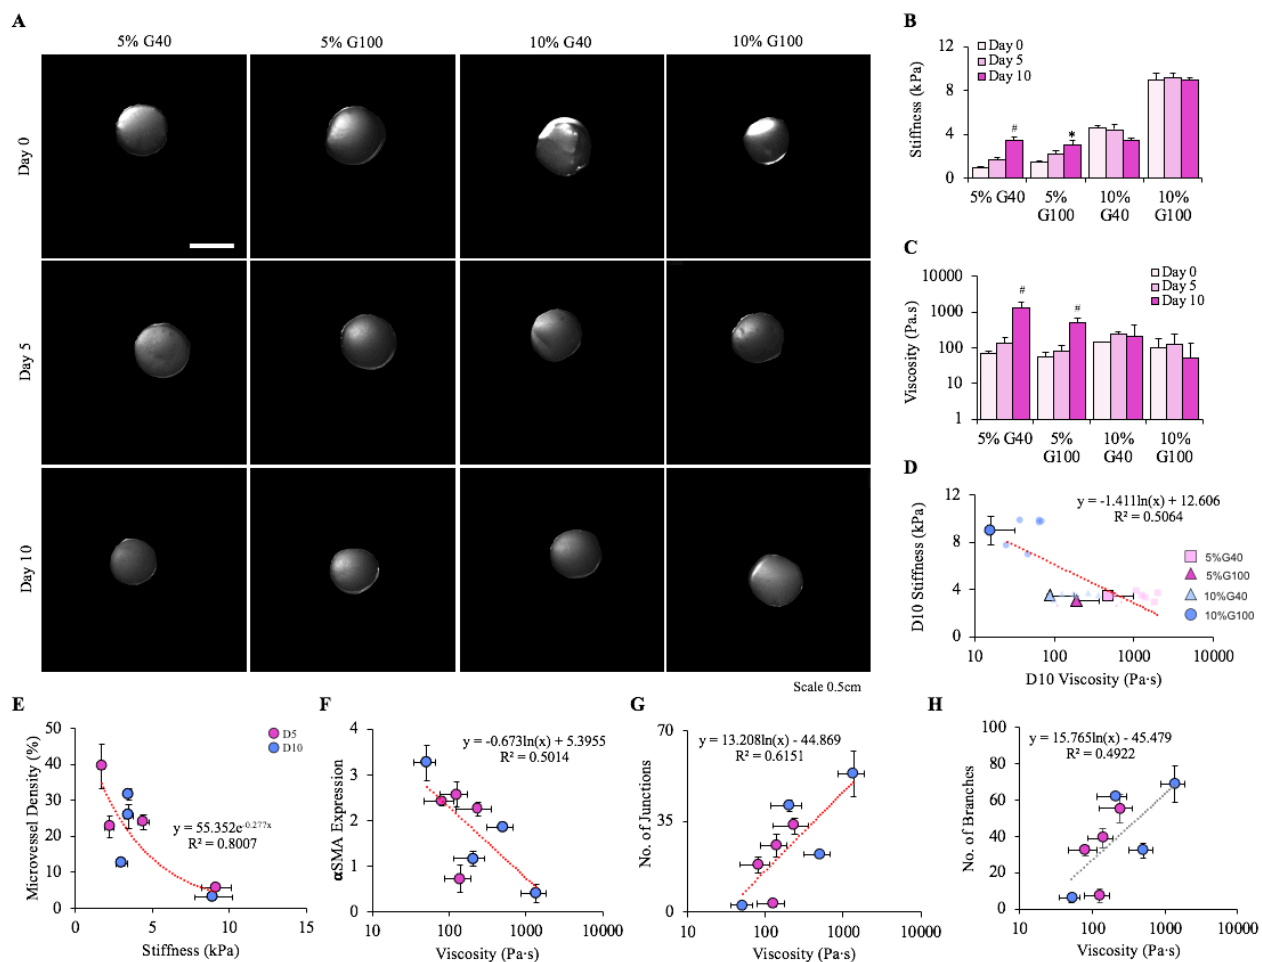 A
5% G40
5% G100
10% G40
10% G100
Day 0
Day 5
Day 10
Scale 0.5cm
B
Stiffness (kPa)
12
8
4
0
Day 0
Day 5
Day 10
#
*
5% G40
5%
G100
10%
G40
10%
G100
C
Viscosity (Pa.s)
10000
1000
100
10
1
Day 0
Day 5
Day 10
#
#
5% G40
5%
G100
10%
G40
10%
G100
D
D10 Stiffness (kPa)
12
8
4
0
y = -1.411ln(x) + 12.606
R² = 0.5064
5%G40
5%G100
10%G40
10%G100
10
100
1000
10000
D10 Viscosity (Pa·s)
E
Microvessel Density (%)
50
40
30
20
10
0
D5
D10
y = 55.352e^-0.277x
R² = 0.8007
0
5
10
15
Stiffness (kPa)
F
αSMA Expression
4
3
2
1
0
y = -0.673ln(x) + 5.3955
R² = 0.5014
1
100
10000
Viscosity (Pa·s)
G
No. of Junctions
70
35
0
y = 13.208ln(x) - 44.869
R² = 0.6151
10
100
1000
10000
Viscosity (Pa·s)
H
No. of Branches
100
80
60
40
20
0
y = 15.765ln(x) - 45.479
R² = 0.4922
10
100
1000
10000
Viscosity (Pa·s)